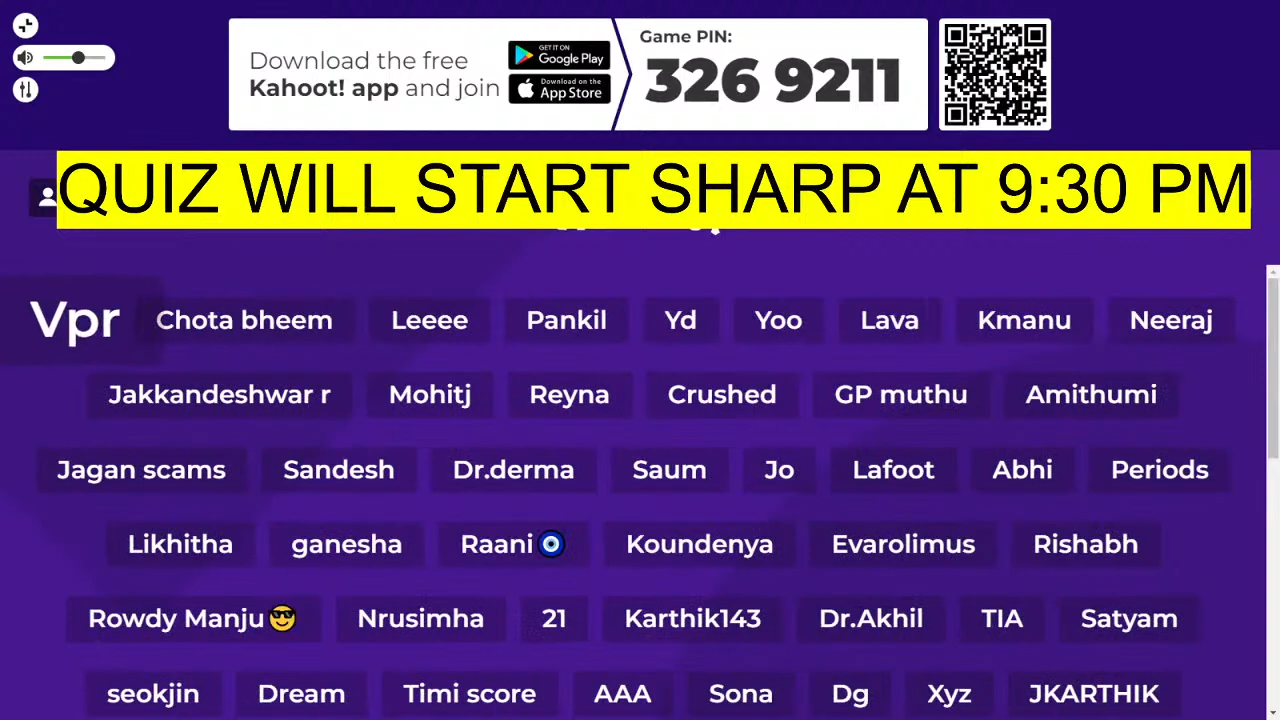 Download the free
Kahoot! app and join
GET IT ON
Google Play
Download on the
App Store
Game PIN:
326 9211
QUIZ WILL START SHARP AT 9:30 PM
Vpr Chota bheem Leeee Pankil Yd Yoo Lava Kmanu Neeraj
Jakkandeshwar r Mohitj Reyna Crushed GP muthu Amithumi
Jagan scams Sandesh Dr.derma Saum Jo Lafoot Abhi Periods
Likhitha ganesha Raani🧿 Koundenya Evarolimus Rishabh
Rowdy Manju😎 Nrusimha 21 Karthik143 Dr.Akhil TIA Satyam
seokjin Dream Timi score AAA Sona Dg Xyz JKARTHIK